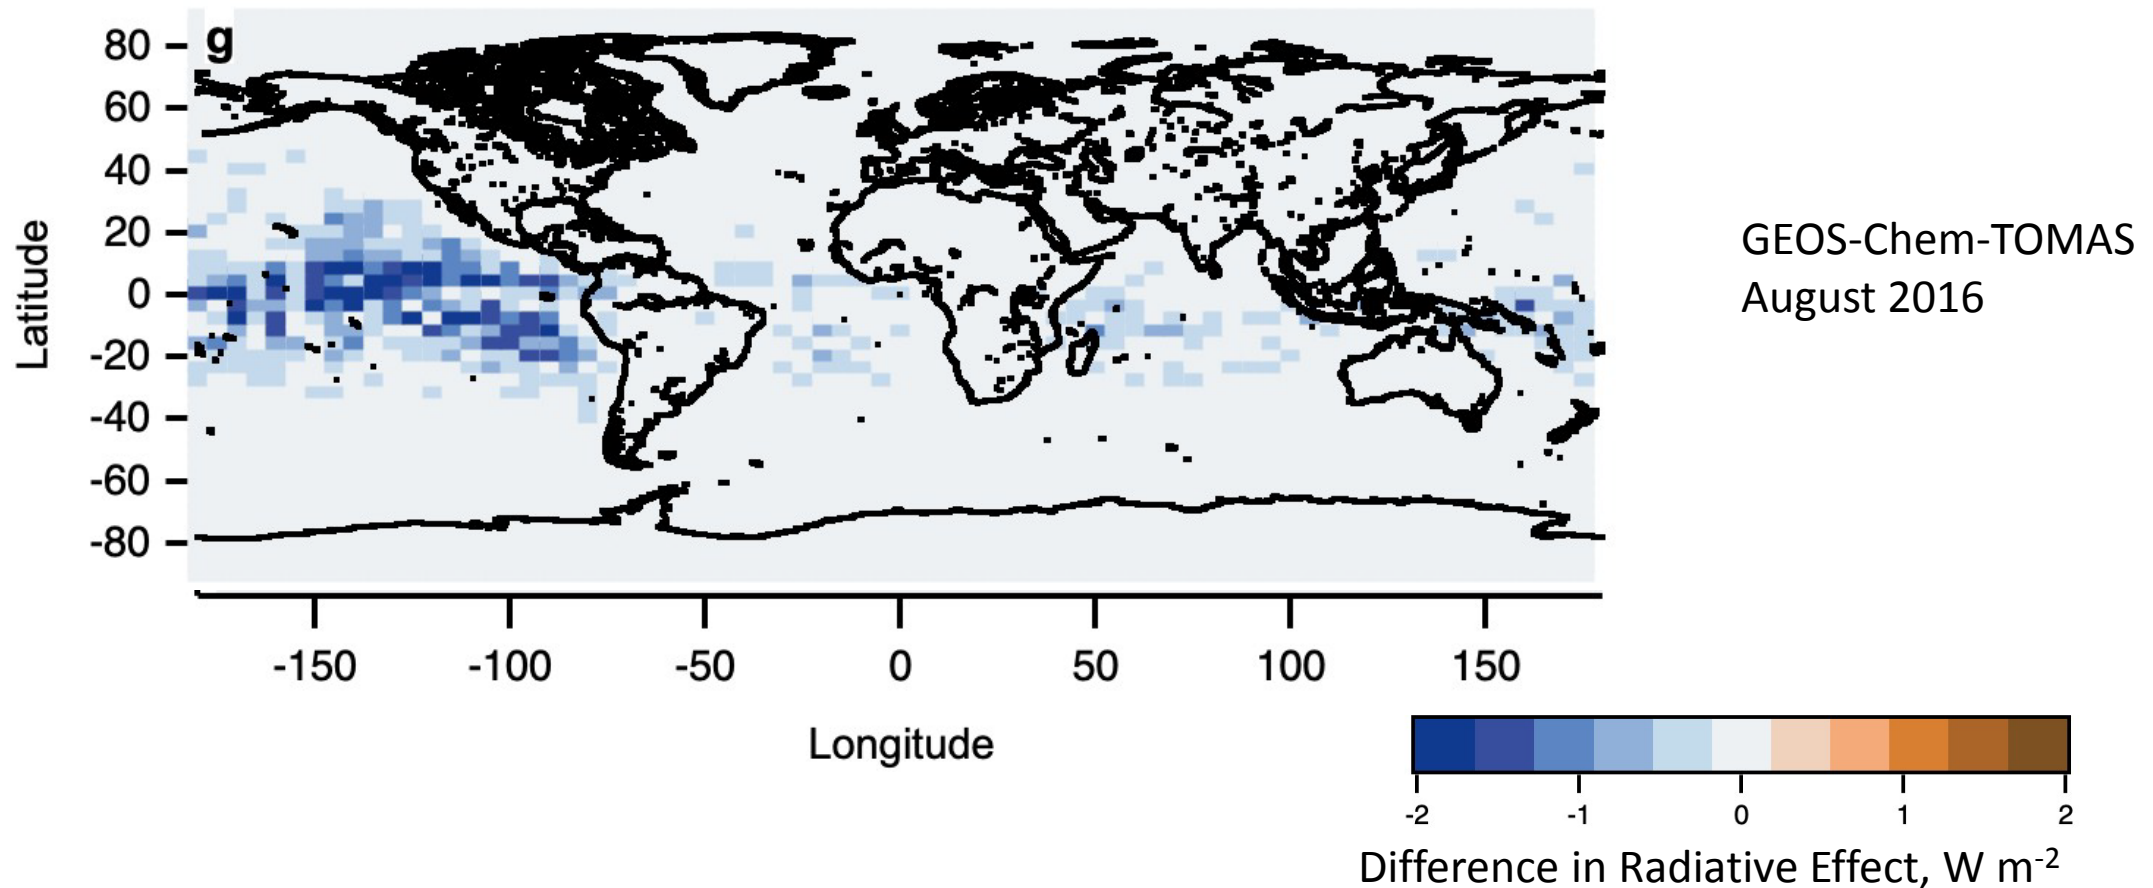 g
80
60
40
20
0
-20
-40
-60
-80
Latitude
-150 -100 -50 0 50 100 150
Longitude
GEOS-Chem-TOMAS
August 2016
-2 -1 0 1 2
Difference in Radiative Effect, W m⁻²